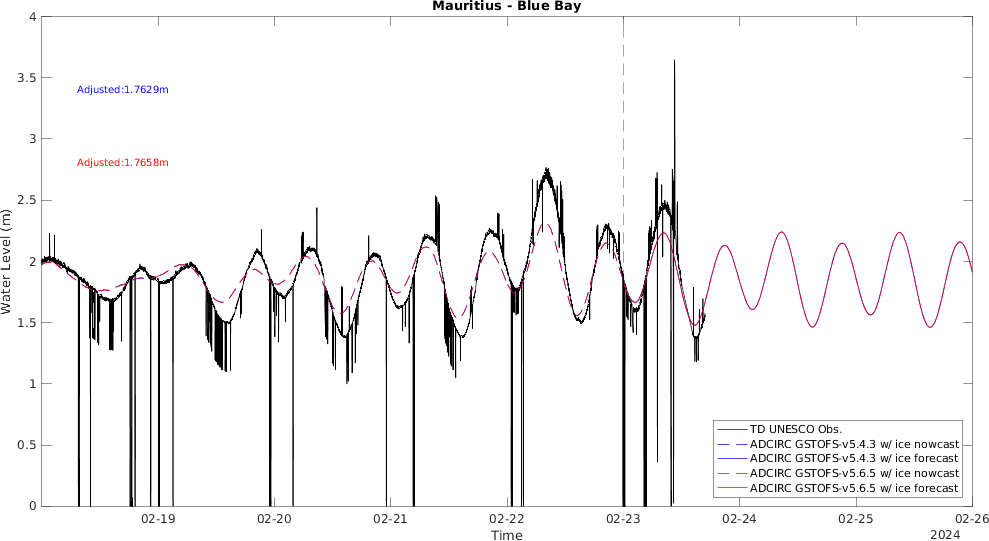 Mauritius - Blue Bay
4
3.5
3
2.5
2
1.5
1
0.5
0
Water Level (m)
Adjusted:1.7629m
Adjusted:1.7658m
TD UNESCO Obs.
ADCIRC GSTOFS-v5.4.3 w/ ice nowcast
ADCIRC GSTOFS-v5.4.3 w/ ice forecast
ADCIRC GSTOFS-v5.6.5 w/ ice nowcast
ADCIRC GSTOFS-v5.6.5 w/ ice forecast
02-19 02-20 02-21 02-22 02-23 02-24 02-25 02-26
Time
2024